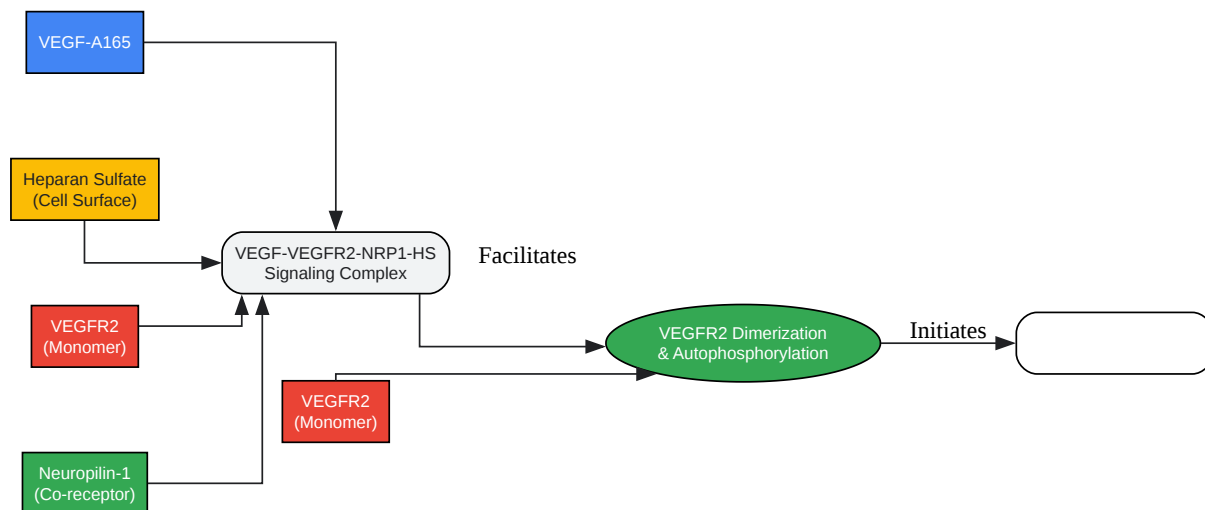 VEGF-A165
Heparan Sulfate
(Cell Surface)
VEGF-VEGFR2-NRP1-HS
Signaling Complex
Facilitates
VEGFR2
(Monomer)
VEGFR2 Dimerization
& Autophosphorylation
Initiates
VEGFR2
(Monomer)
Neuropilin-1
(Co-receptor)